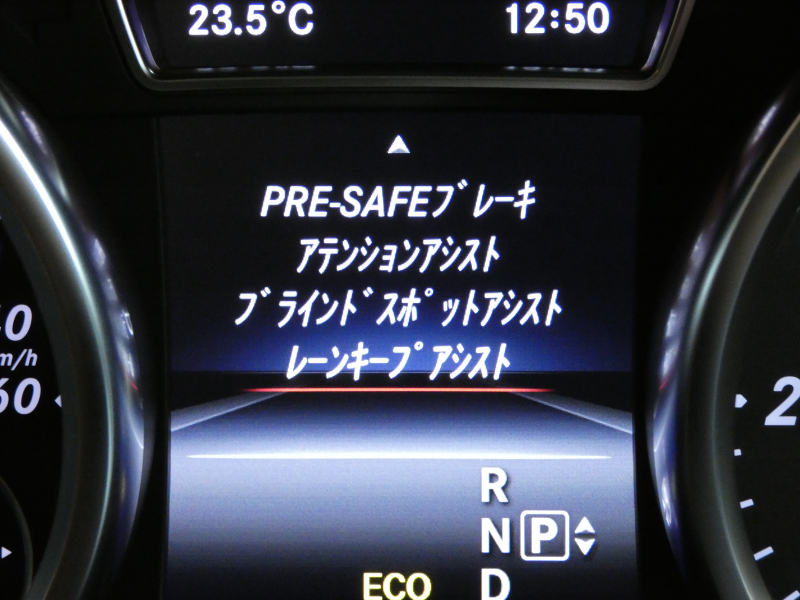 23.5°C 12:50
PRE-SAFEブレーキ
アテンションアシスト
ブラインドスポットアシスト
レーンキープアシスト
m/h
60
2
R
N P
ECO D